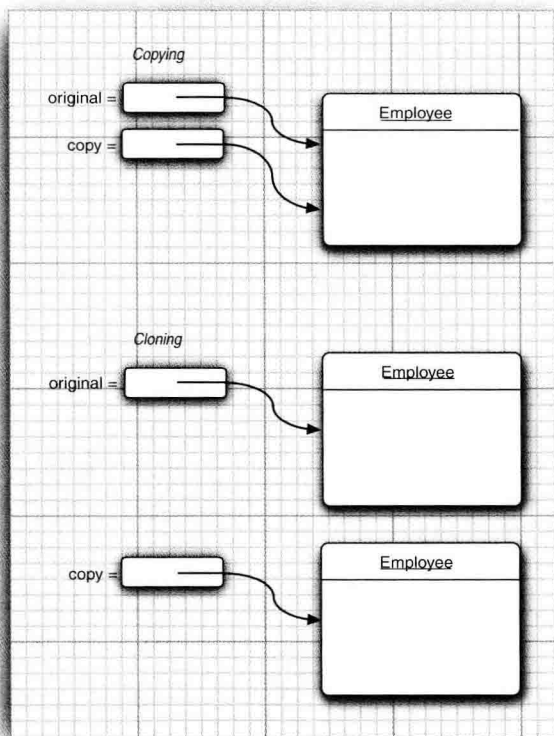 Copying
original =
Employee
copy =
Cloning
original =
Employee
copy =
Employee